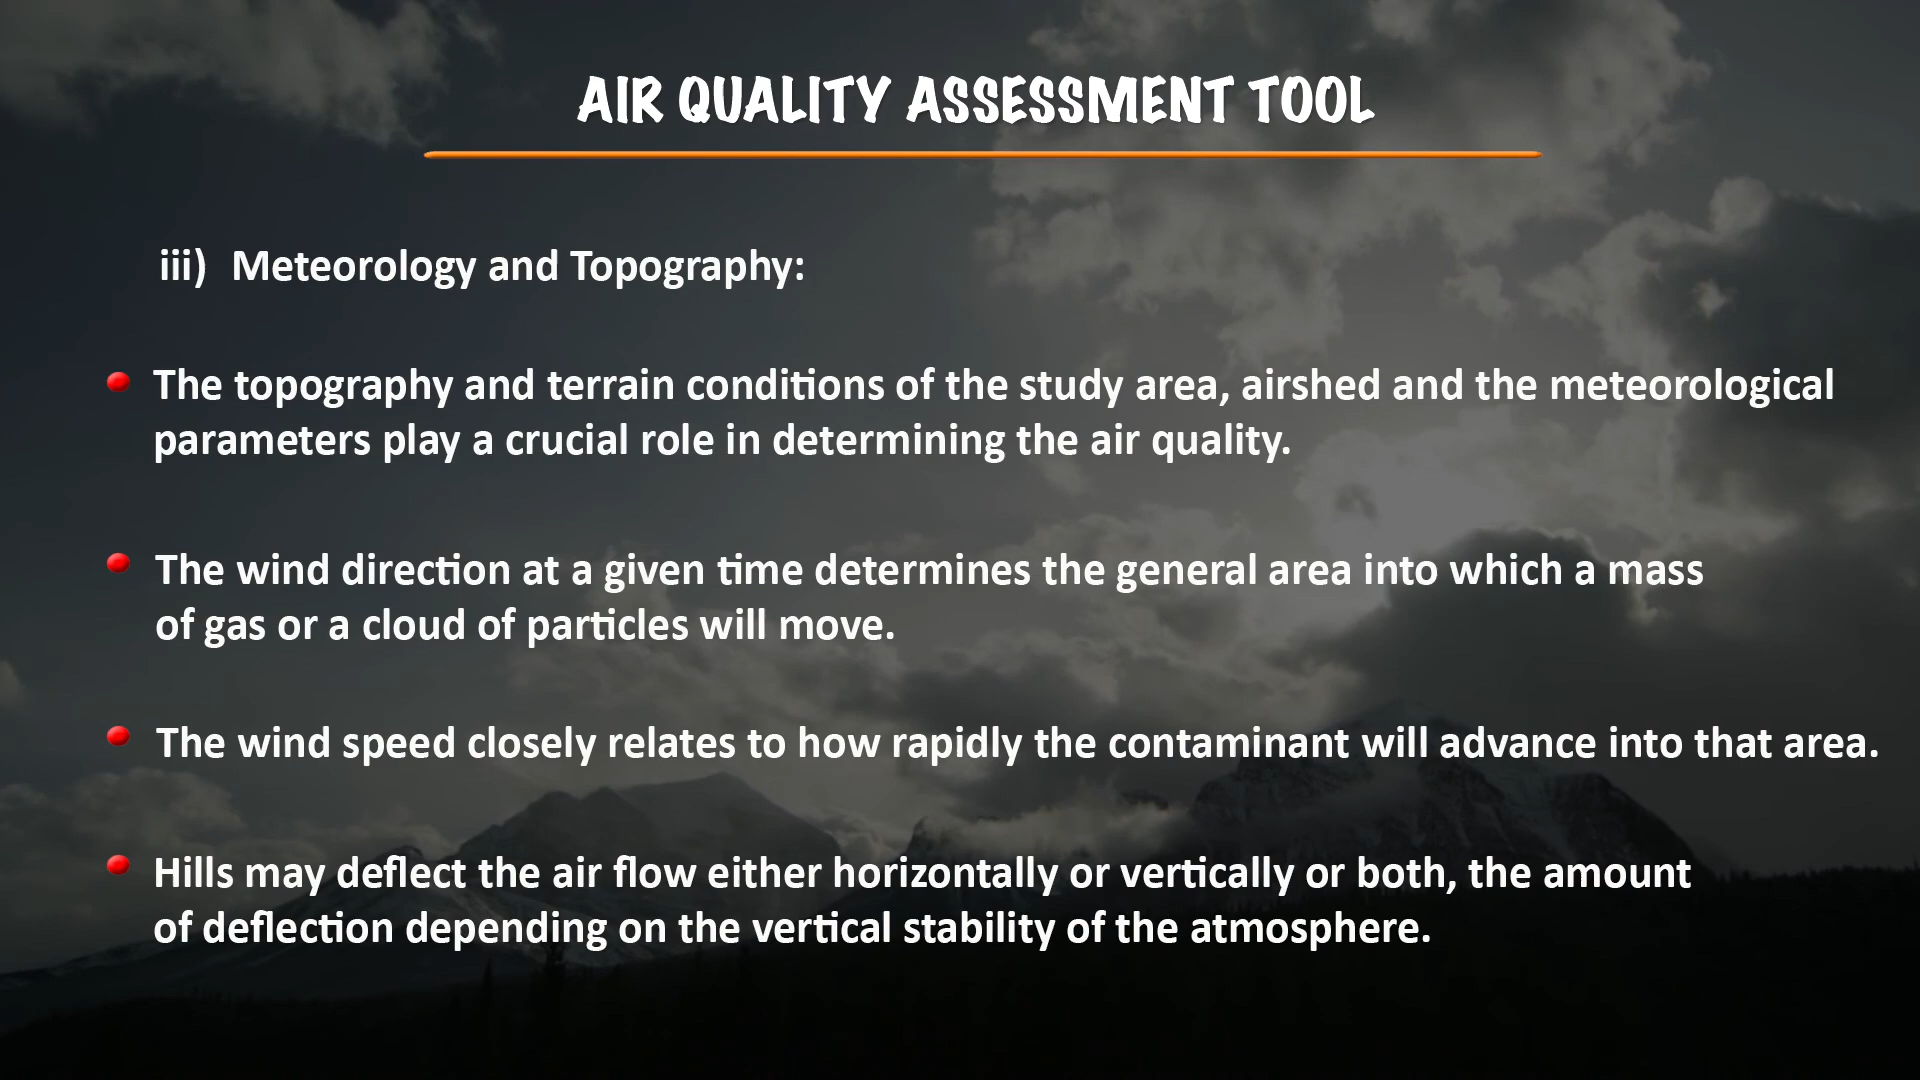 AIR QUALITY ASSESSMENT TOOL
iii) Meteorology and Topography:
The topography and terrain conditions of the study area, airshed and the meteorological
parameters play a crucial role in determining the air quality.
The wind direction at a given time determines the general area into which a mass
of gas or a cloud of particles will move.
The wind speed closely relates to how rapidly the contaminant will advance into that area.
Hills may deflect the air flow either horizontally or vertically or both, the amount
of deflection depending on the vertical stability of the atmosphere.